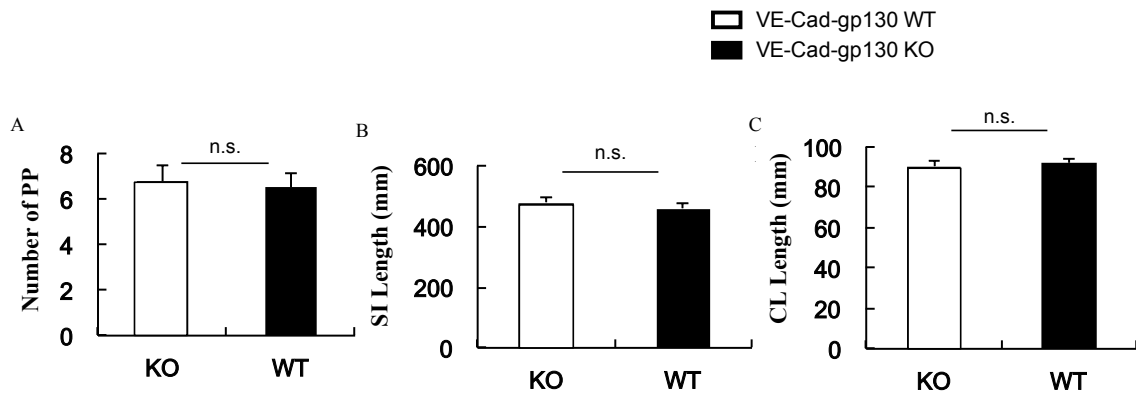 VE-Cad-gp130 WT
VE-Cad-gp130 KO
A
n.s.
8
6
4
2
0
Number of PP
KO WT
B
n.s.
600
400
200
0
SI Length (mm)
KO WT
C
n.s.
100
80
60
40
20
0
CL Length (mm)
KO WT